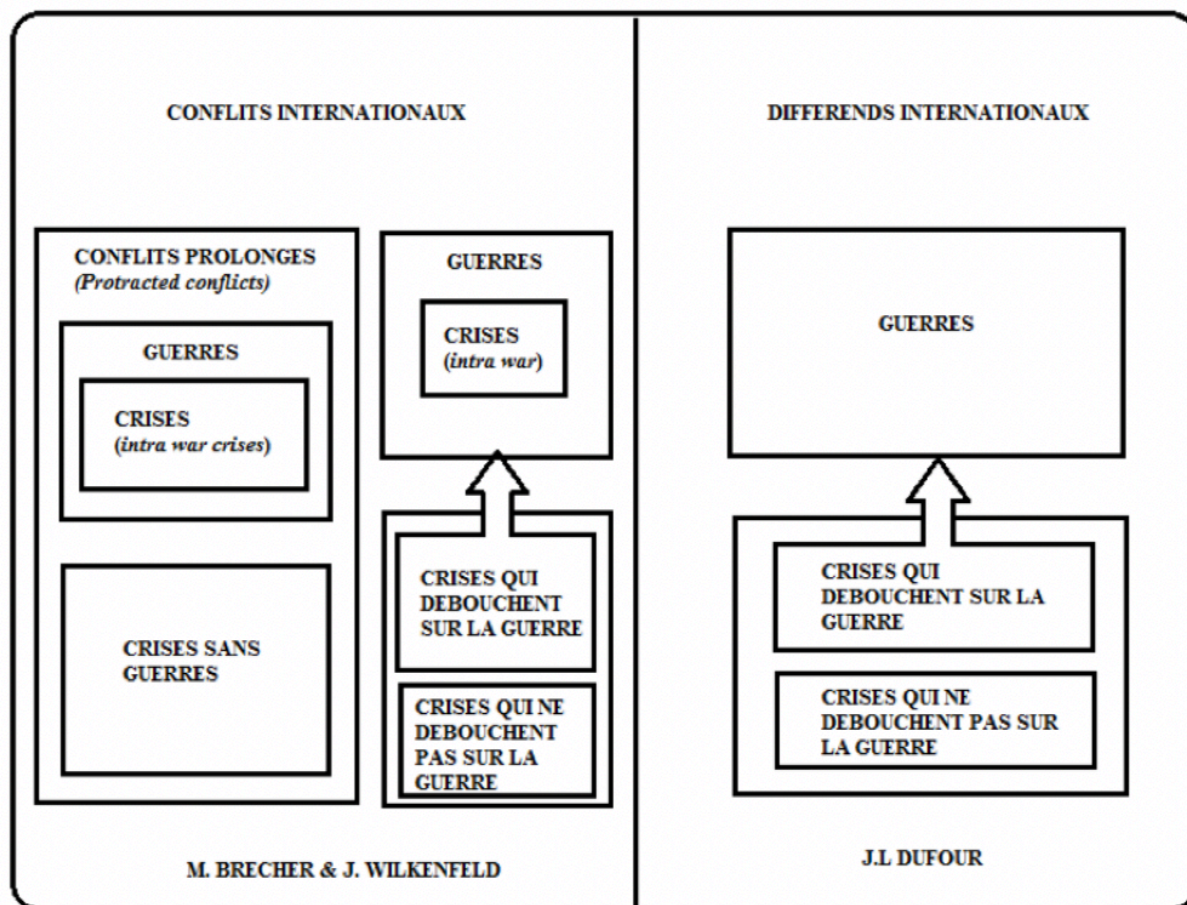 CONFLITS INTERNATIONAUX
CONFLITS PROLONGES
(Protracted conflicts)
GUERRES
CRISES
(intra war crises)
CRISES SANS
GUERRES
GUERRES
CRISES
(intra war)
CRISES QUI
DEBOUCHENT
SUR LA GUERRE
CRISES QUI NE
DEBOUCHENT
PAS SUR LA
GUERRE
M. BRECHER & J. WILKENFELD
DIFFERENDS INTERNATIONAUX
GUERRES
CRISES QUI
DEBOUCHENT SUR LA
GUERRE
CRISES QUI NE
DEBOUCHENT PAS SUR
LA GUERRE
J.L DUFOUR